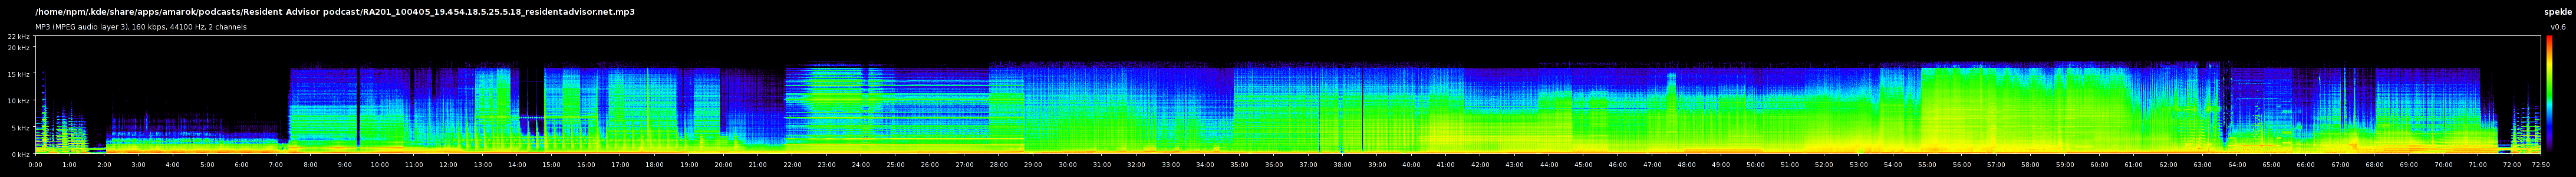 /home/npm/.kde/share/apps/amarok/podcasts/Resident Advisor podcast/RA201_100405_19.454.18.5.25.5.18_residentadvisor.net.mp3
spekle
MP3 (MPEG audio layer 3), 160 kbps, 44100 Hz, 2 channels
v0.6
22 kHz
20 kHz
15 kHz
10 kHz
5 kHz
0 kHz
0:00 1:00 2:00 3:00 4:00 5:00 6:00 7:00 8:00 9:00 10:00 11:00 12:00 13:00 14:00 15:00 16:00 17:00 18:00 19:00 20:00 21:00 22:00 23:00 24:00 25:00 26:00 27:00 28:00 29:00 30:00 31:00 32:00 33:00 34:00 35:00 36:00 37:00 38:00 39:00 40:00 41:00 42:00 43:00 44:00 45:00 46:00 47:00 48:00 49:00 50:00 51:00 52:00 53:00 54:00 55:00 56:00 57:00 58:00 59:00 60:00 61:00 62:00 63:00 64:00 65:00 66:00 67:00 68:00 69:00 70:00 71:00 72:00 72:50